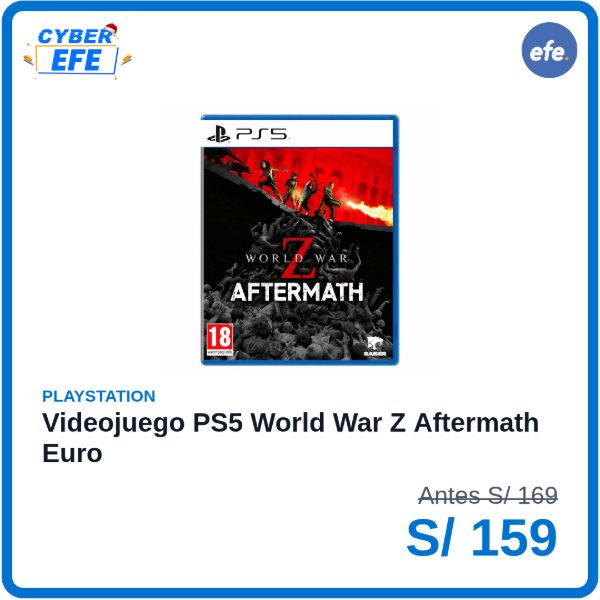 CYBER
EFE
efe.
PS5
WORLD WAR
Z
AFTERMATH
18
SABER
PLAYSTATION
Videojuego PS5 World War Z Aftermath
Euro
Antes S/ 169
S/ 159